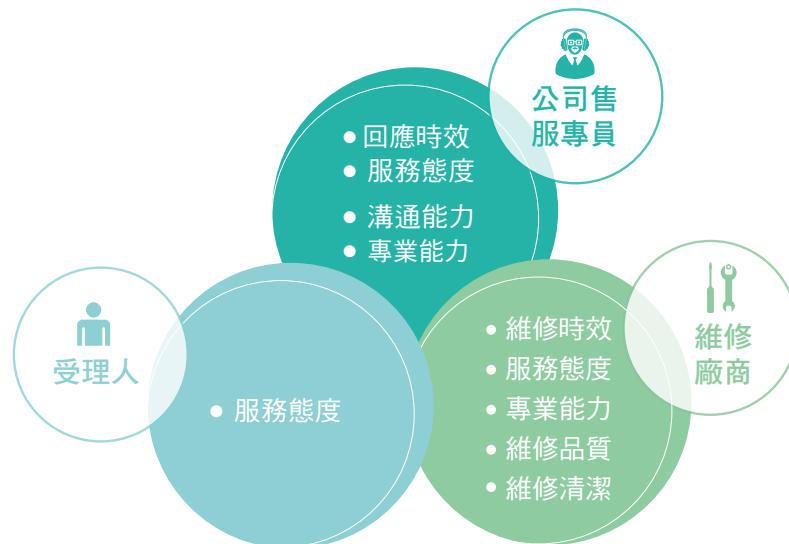 公司售
服專員
● 回應時效
● 服務態度
● 溝通能力
● 專業能力
受理人
● 服務態度
維修
廠商
● 維修時效
● 服務態度
● 專業能力
● 維修品質
● 維修清潔